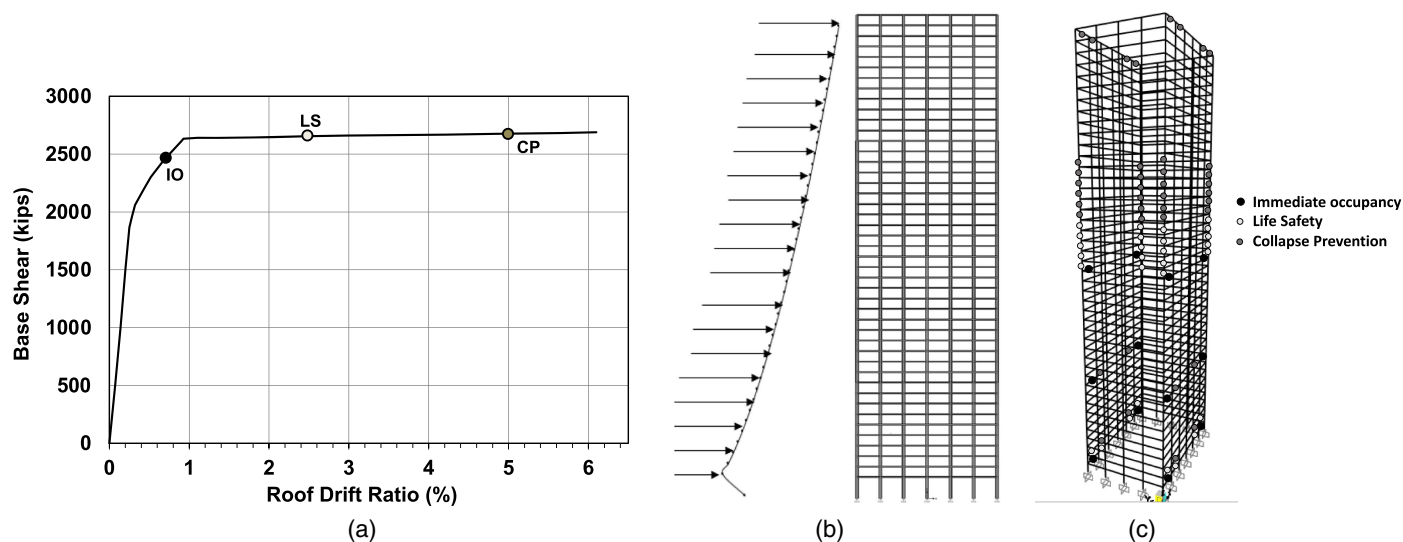 3000
2500
2000
1500
1000
500
0
Base Shear (kips)
LS
IO
CP
0 1 2 3 4 5 6
Roof Drift Ratio (%)
Immediate occupancy
Life Safety
Collapse Prevention
(a)
(b)
(c)